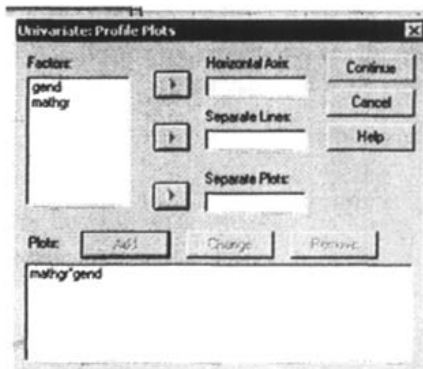 Univariate: Profile Plots
Factors:
gend
mathgr
Horizontal Axis:
Separate Lines:
Separate Plots:
Continue
Cancel
Help
Plots:
Add
Change
Remove
mathgr*gend